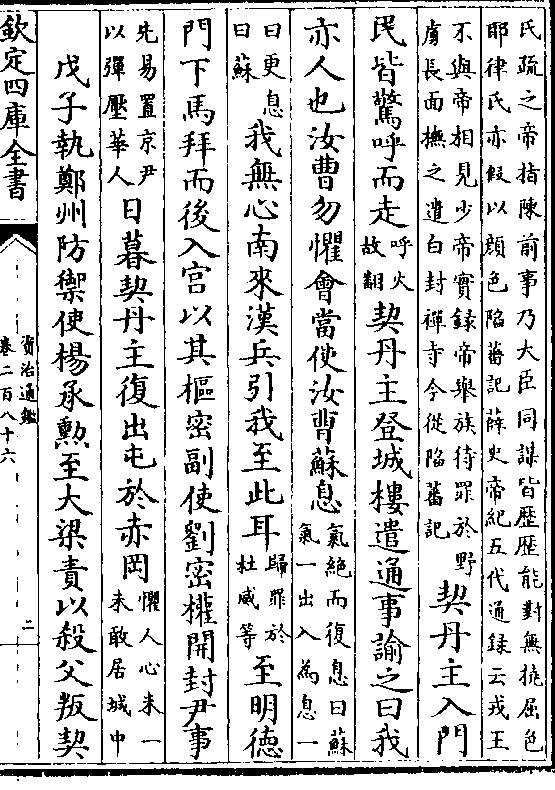 氏疏之帝指陳前事乃大臣同謀皆歷歷能對無撓屈色
耶律氏亦假以顔色陷蕃記薛史帝紀五代通録云戎王
不與帝相見少帝實録帝舉族待罪於野
虜長面撫之遣白封禪寺今從陷蕃記
契丹主入門
民皆驚呼而走
呼火
故翻
契丹主登城樓遣通事諭之曰我
亦人也汝曹勿懼會當使汝曹蘇息
氣絶而復息曰蘇
氣一出入為息一
曰更息
曰蘇
我無心南來漢兵引我至此耳
歸罪於
杜威等
至明德
門下馬拜而後入宫以其樞密副使劉密權開封尹事
先易置京尹
以彈壓華人
日暮契丹主復出屯於赤岡
懼人心未一
未敢居城中
戊子執鄭州防禦使楊承勲至大梁責以殺父叛契
欽定四庫全書
資治通鑑
卷二百八十六
二